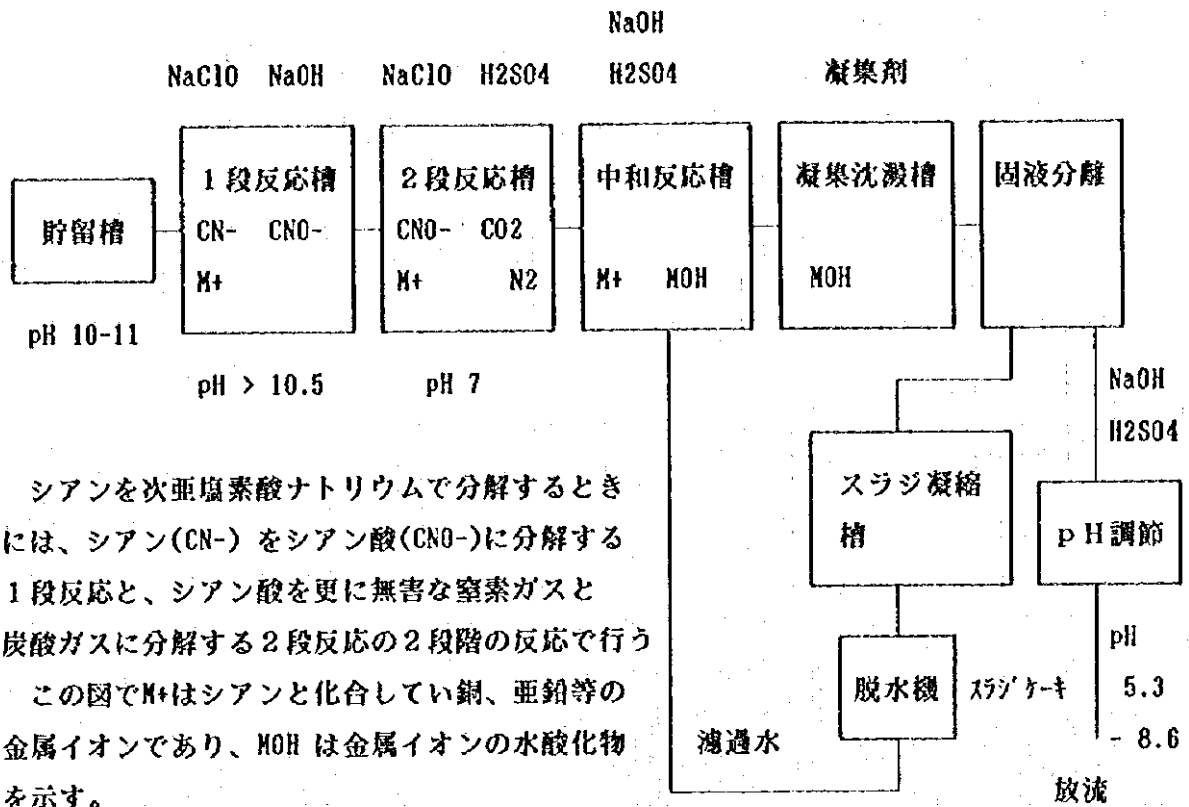 NaOH
NaClO NaOH NaClO H2SO4 H2SO4 凝集剤
1段反応槽 2段反応槽 中和反応槽 凝集沈澱槽 固液分離
貯留槽 CN- CNO- CNO- CO2
M+ M+ N2 M+ MOH MOH
pH 10-11
pH > 10.5 pH 7
NaOH
H2SO4
シアンを次亜塩素酸ナトリウムで分解するとき
には、シアン(CN-) をシアン酸(CNO-)に分解する
1段反応と、シアン酸を更に無害な窒素ガスと
炭酸ガスに分解する2段反応の2段階の反応で行う
この図でM+はシアンと化合してい銅、亜鉛等の
金属イオンであり、MOH は金属イオンの水酸化物
を示す。
スラジ凝縮
槽
pH調節
脱水機 スラジケーキ
pH
5.3
- 8.6
濾過水
放流